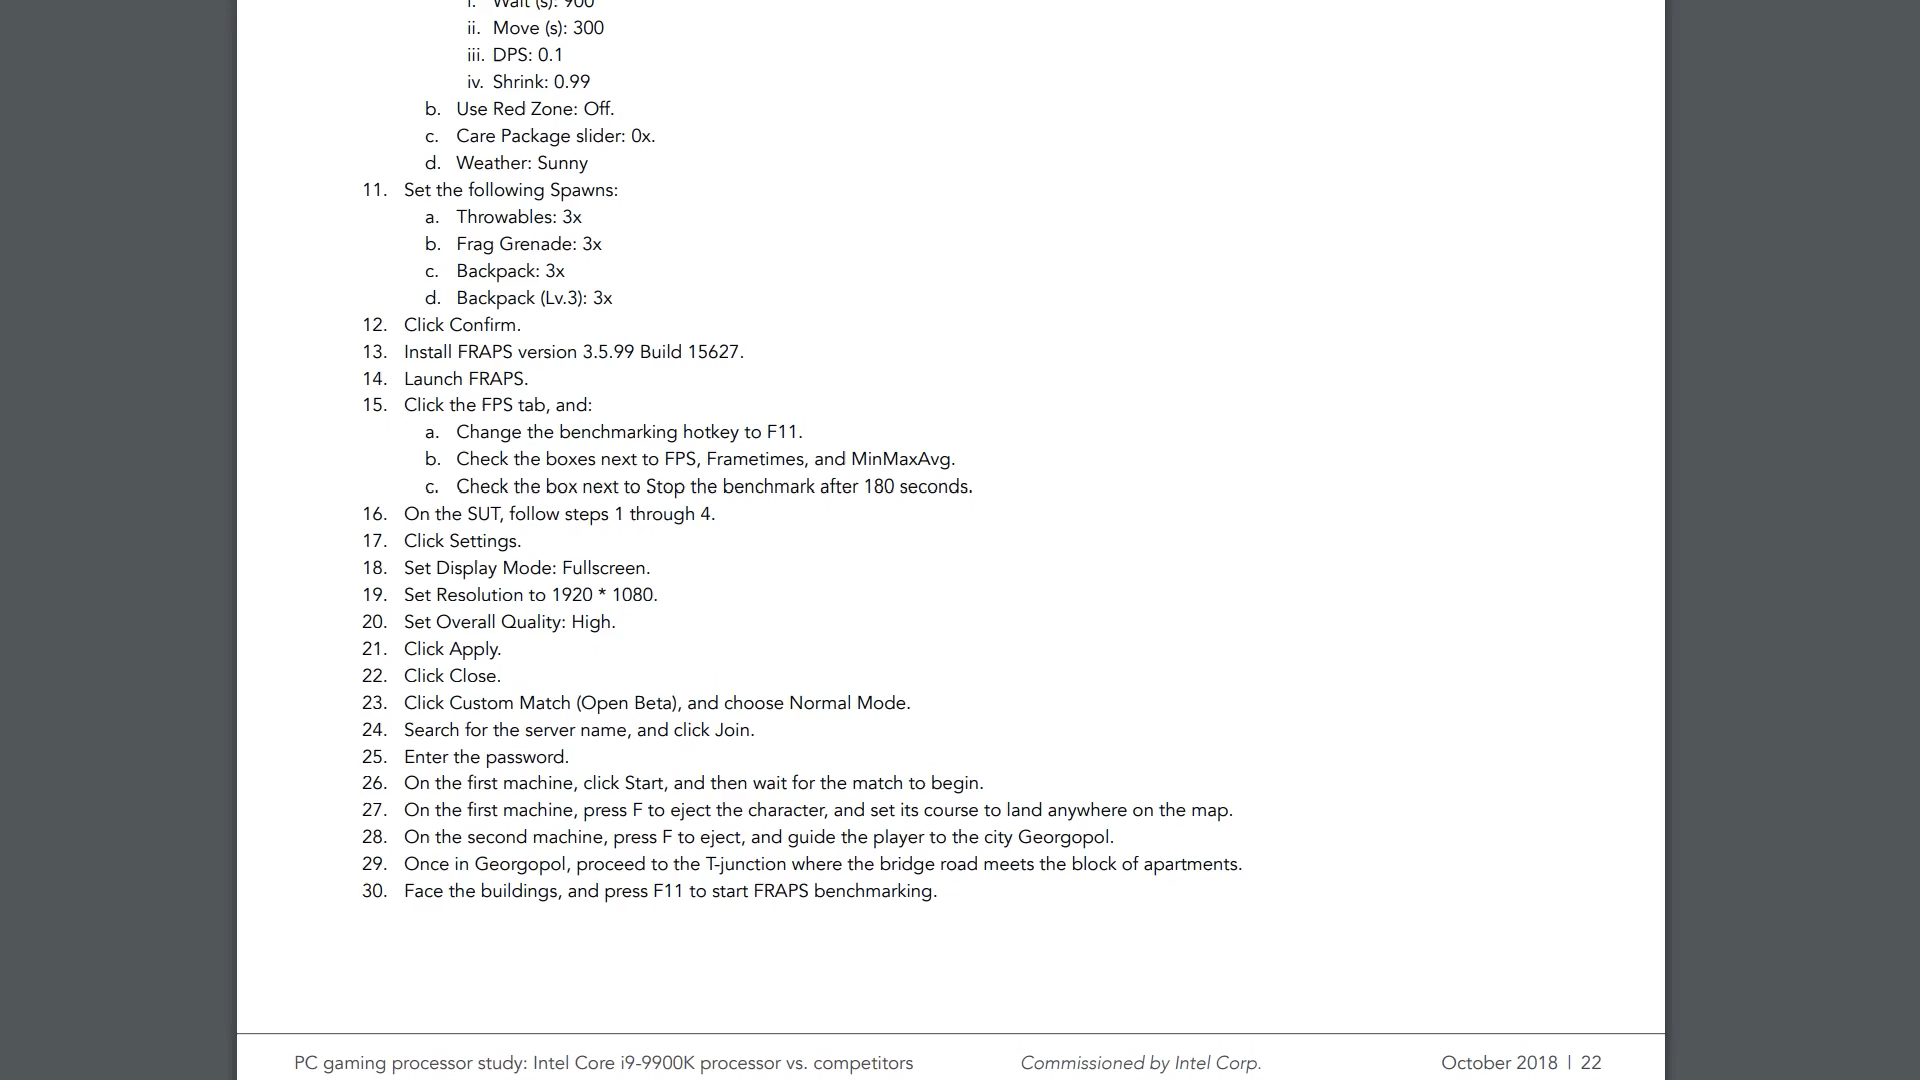 i. Wait (s): 900
ii. Move (s): 300
iii. DPS: 0.1
iv. Shrink: 0.99
b. Use Red Zone: Off.
c. Care Package slider: 0x.
d. Weather: Sunny
11. Set the following Spawns:
a. Throwables: 3x
b. Frag Grenade: 3x
c. Backpack: 3x
d. Backpack (Lv.3): 3x
12. Click Confirm.
13. Install FRAPS version 3.5.99 Build 15627.
14. Launch FRAPS.
15. Click the FPS tab, and:
a. Change the benchmarking hotkey to F11.
b. Check the boxes next to FPS, Frametimes, and MinMaxAvg.
c. Check the box next to Stop the benchmark after 180 seconds.
16. On the SUT, follow steps 1 through 4.
17. Click Settings.
18. Set Display Mode: Fullscreen.
19. Set Resolution to 1920 * 1080.
20. Set Overall Quality: High.
21. Click Apply.
22. Click Close.
23. Click Custom Match (Open Beta), and choose Normal Mode.
24. Search for the server name, and click Join.
25. Enter the password.
26. On the first machine, click Start, and then wait for the match to begin.
27. On the first machine, press F to eject the character, and set its course to land anywhere on the map.
28. On the second machine, press F to eject, and guide the player to the city Georgopol.
29. Once in Georgopol, proceed to the T-junction where the bridge road meets the block of apartments.
30. Face the buildings, and press F11 to start FRAPS benchmarking.
PC gaming processor study: Intel Core i9-9900K processor vs. competitors
Commissioned by Intel Corp.
October 2018 | 22